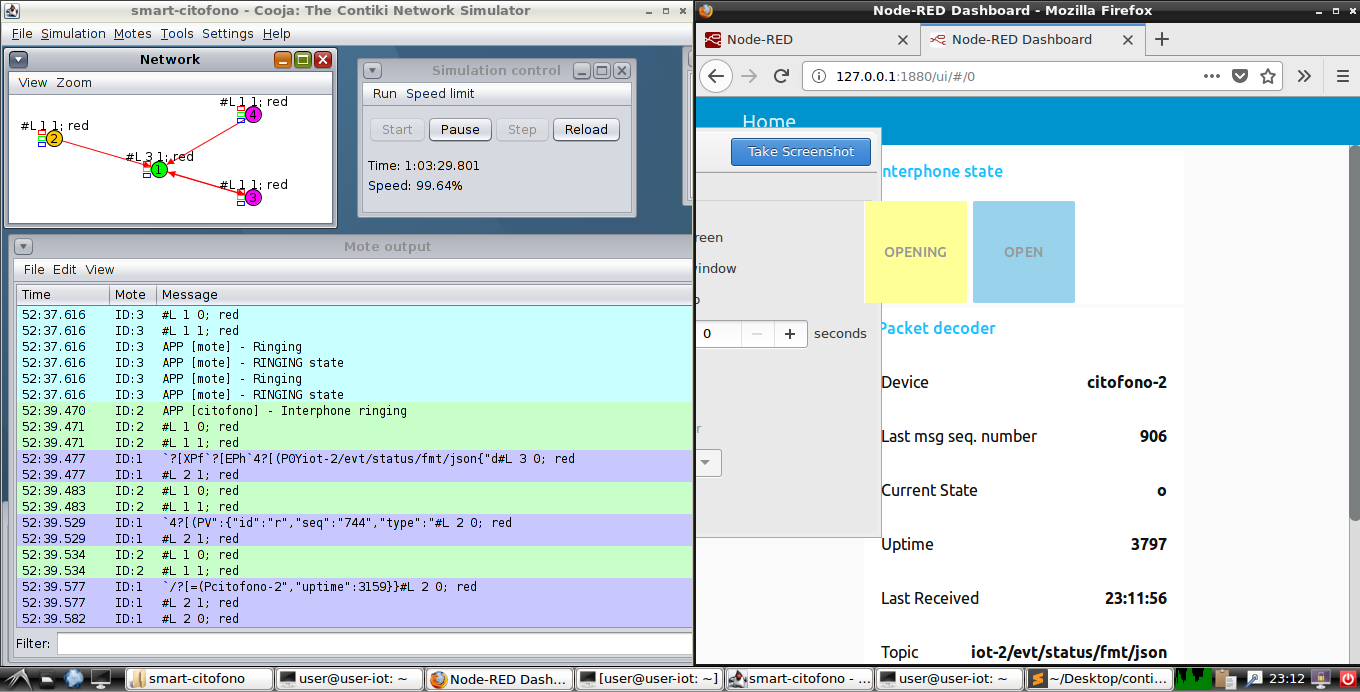 smart-citofono - Cooja: The Contiki Network Simulator
File Simulation Motes Tools Settings Help
Network
View Zoom
#L 1 1; red
4
#L 1 1; red
2
#L 3 1; red
1
#L 1 1; red
3
Simulation control
Run Speed limit
Start Pause Step Reload
Time: 1:03:29.801
Speed: 99.64%
Mote output
File Edit View
Time Mote Message
52:37.616 ID:3 #L 1 0; red
52:37.616 ID:3 #L 1 1; red
52:37.616 ID:3 APP [mote] - Ringing
52:37.616 ID:3 APP [mote] - RINGING state
52:37.616 ID:3 APP [mote] - Ringing
52:37.616 ID:3 APP [mote] - RINGING state
52:39.470 ID:2 APP [citofono] - Interphone ringing
52:39.471 ID:2 #L 1 0; red
52:39.471 ID:2 #L 1 1; red
52:39.477 ID:1 `?[XPf`?[EPh`4?[(P0Yiot-2/evt/status/fmt/json{"d#L 3 0; red
52:39.477 ID:1 #L 2 1; red
52:39.483 ID:2 #L 1 0; red
52:39.483 ID:2 #L 1 1; red
52:39.529 ID:1 `4?[(PV":{"id":"r","seq":"744","type":"#L 2 0; red
52:39.529 ID:1 #L 2 1; red
52:39.534 ID:2 #L 1 0; red
52:39.534 ID:2 #L 1 1; red
52:39.577 ID:1 `/?[=(Pcitofono-2","uptime":3159}}#L 2 0; red
52:39.577 ID:1 #L 2 1; red
52:39.582 ID:1 #L 2 0; red
Filter:
Node-RED Dashboard - Mozilla Firefox
Node-RED Node-RED Dashboard
127.0.0.1:1880/ui/#/0
Home
Take Screenshot
nterphone state
reen
OPENING OPEN
indow
0 seconds
Packet decoder
Device citofono-2
Last msg seq. number 906
Current State o
Uptime 3797
Last Received 23:11:56
Topic iot-2/evt/status/fmt/json
smart-citofono user@user-iot: ~ Node-RED Dash... [user@user-iot: ~] smart-citofono -... user@user-iot: ~ ~/Desktop/conti... 23:12